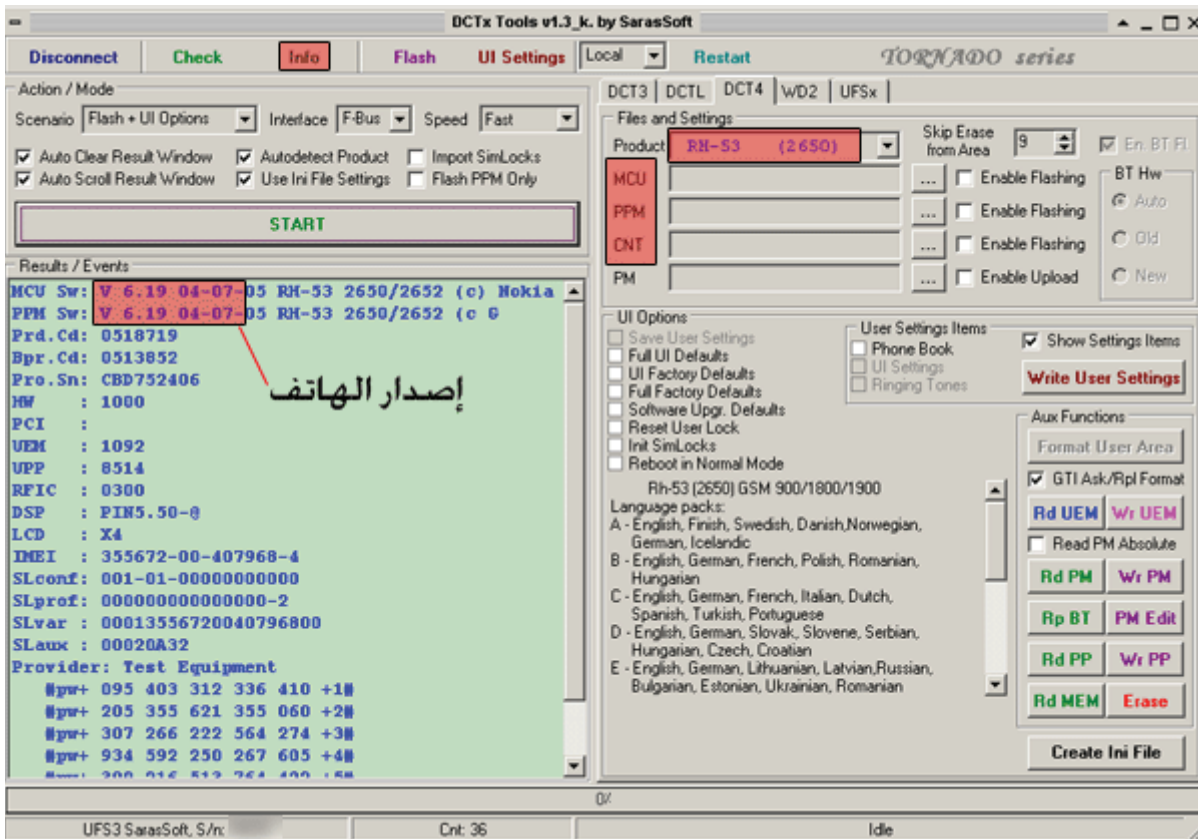 DCTx Tools v1.3_k. by SarasSoft
Disconnect Check Info Flash UI Settings Local Restart TORNADO series
Action / Mode
Scenario Flash + UI Options Interface F-Bus Speed Fast
Auto Clear Result Window Autodetect Product Import SimLocks
Auto Scroll Result Window Use Ini File Settings Flash PPM Only
START
Results / Events
MCU Sw: V 6.19 04-07-05 RH-53 2650/2652 (c) Nokia
PPM Sw: V 6.19 04-07-05 RH-53 2650/2652 (c G
Prd.Cd: 0518719
Bpr.Cd: 0513852
Pro.Sn: CBD752406
HW : 1000
PCI :
UEM : 1092
UPP : 8514
RFIC : 0300
DSP : PIN5.50-@
LCD : X4
IMEI : 355672-00-407968-4
SLconf: 001-01-00000000000
SLprof: 000000000000000-2
SLvar : 00013556720040796800
SLaux : 00020A32
Provider: Test Equipment
#pw+ 095 403 312 336 410 +1#
#pw+ 205 355 621 355 060 +2#
#pw+ 307 266 222 564 274 +3#
#pw+ 934 592 250 267 605 +4#
إصدار الهاتف
DCT3 DCTL DCT4 WD2 UFSx
Files and Settings
Product RH-53 (2650) Skip Erase from Area 9 En. BT Fl.
MCU ... Enable Flashing
PPM ... Enable Flashing
CNT ... Enable Flashing
PM ... Enable Upload
BT Hw
Auto
Old
New
UI Options
Save User Settings
Full UI Defaults
UI Factory Defaults
Full Factory Defaults
Software Upgr. Defaults
Reset User Lock
Init SimLocks
Reboot in Normal Mode
User Settings Items
Phone Book
UI Settings
Ringing Tones
Show Settings Items
Write User Settings
Rh-53 (2650) GSM 900/1800/1900
Language packs:
A - English, Finish, Swedish, Danish,Norwegian,
German, Icelandic
B - English, German, French, Polish, Romanian,
Hungarian
C - English, German, French, Italian, Dutch,
Spanish, Turkish, Portuguese
D - English, German, Slovak, Slovene, Serbian,
Hungarian, Czech, Croatian
E - English, German, Lithuanian, Latvian,Russian,
Bulgarian, Estonian, Ukrainian, Romanian
Aux Functions
Format User Area
GTI Ask/Rpl Format
Rd UEM Wr UEM
Read PM Absolute
Rd PM Wr PM
Rp BT PM Edit
Rd PP Wr PP
Rd MEM Erase
Create Ini File
0%
UFS3 SarasSoft, S/n: Cnt: 36 Idle